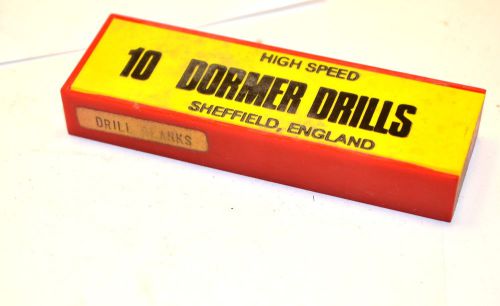 HIGH SPEED
10 DORMER DRILLS
SHEFFIELD, ENGLAND
DRILL BLANKS